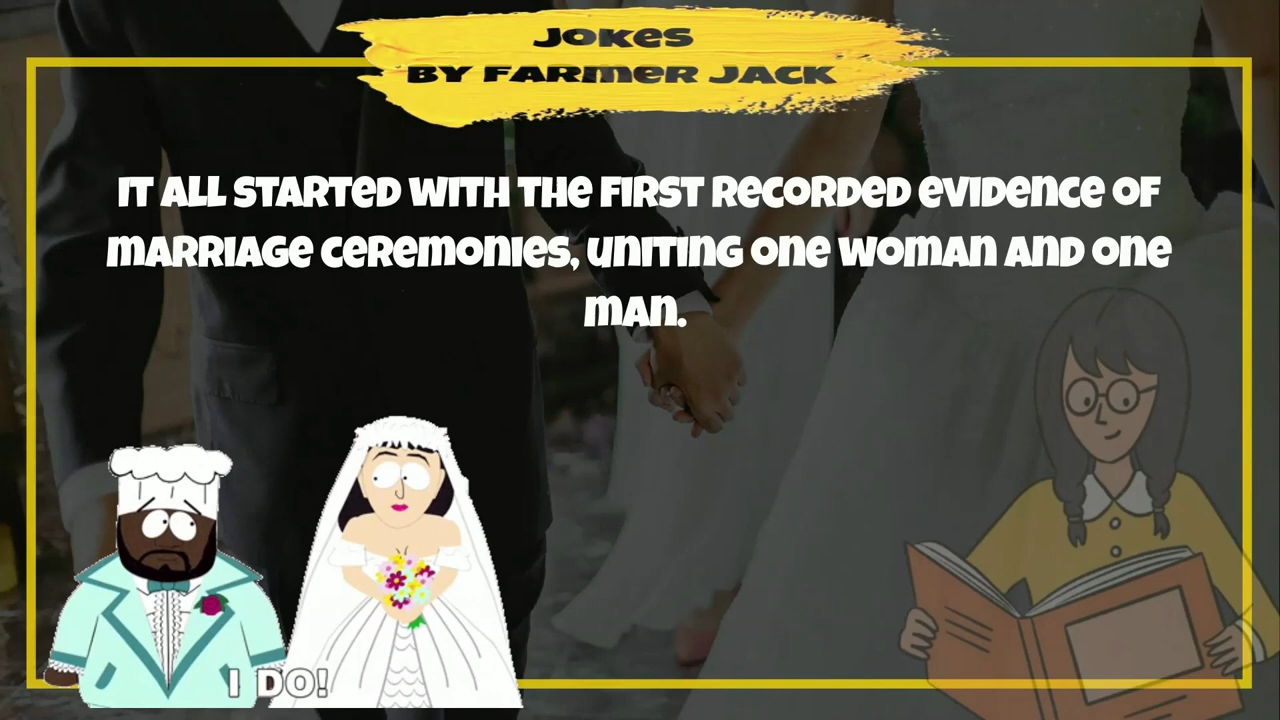 JOKES
BY FARMER JACK
IT ALL STARTED WITH THE FIRST RECORDED EVIDENCE OF
MARRIAGE CEREMONIES, UNITING ONE WOMAN AND ONE
MAN.
I DO!